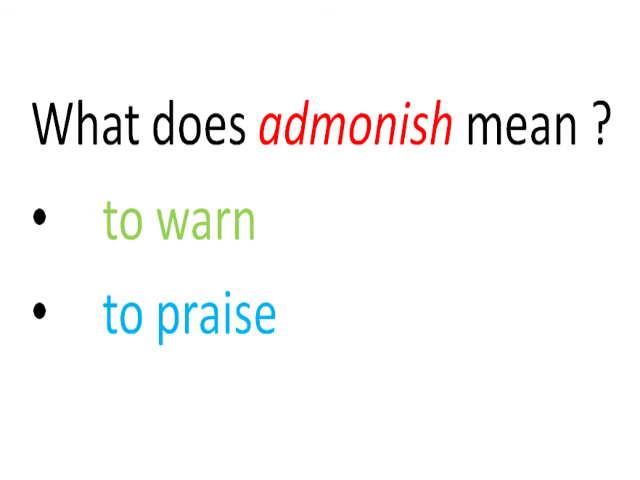 What does admonish mean ?
• to warn
• to praise